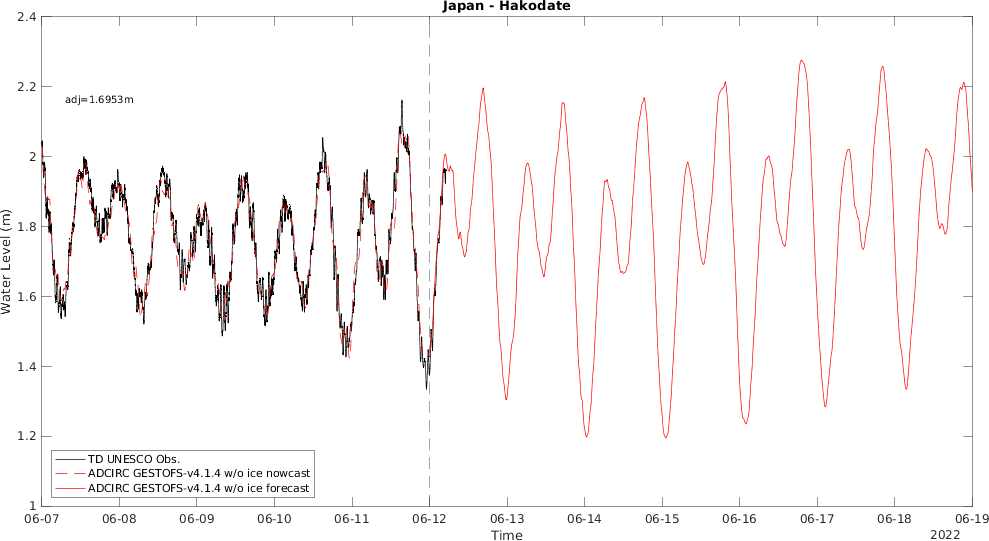 Japan - Hakodate
2.4
2.2
2
1.8
1.6
1.4
1.2
1
Water Level (m)
adj=1.6953m
TD UNESCO Obs.
ADCIRC GESTOFS-v4.1.4 w/o ice nowcast
ADCIRC GESTOFS-v4.1.4 w/o ice forecast
06-07 06-08 06-09 06-10 06-11 06-12 06-13 06-14 06-15 06-16 06-17 06-18 06-19
Time
2022